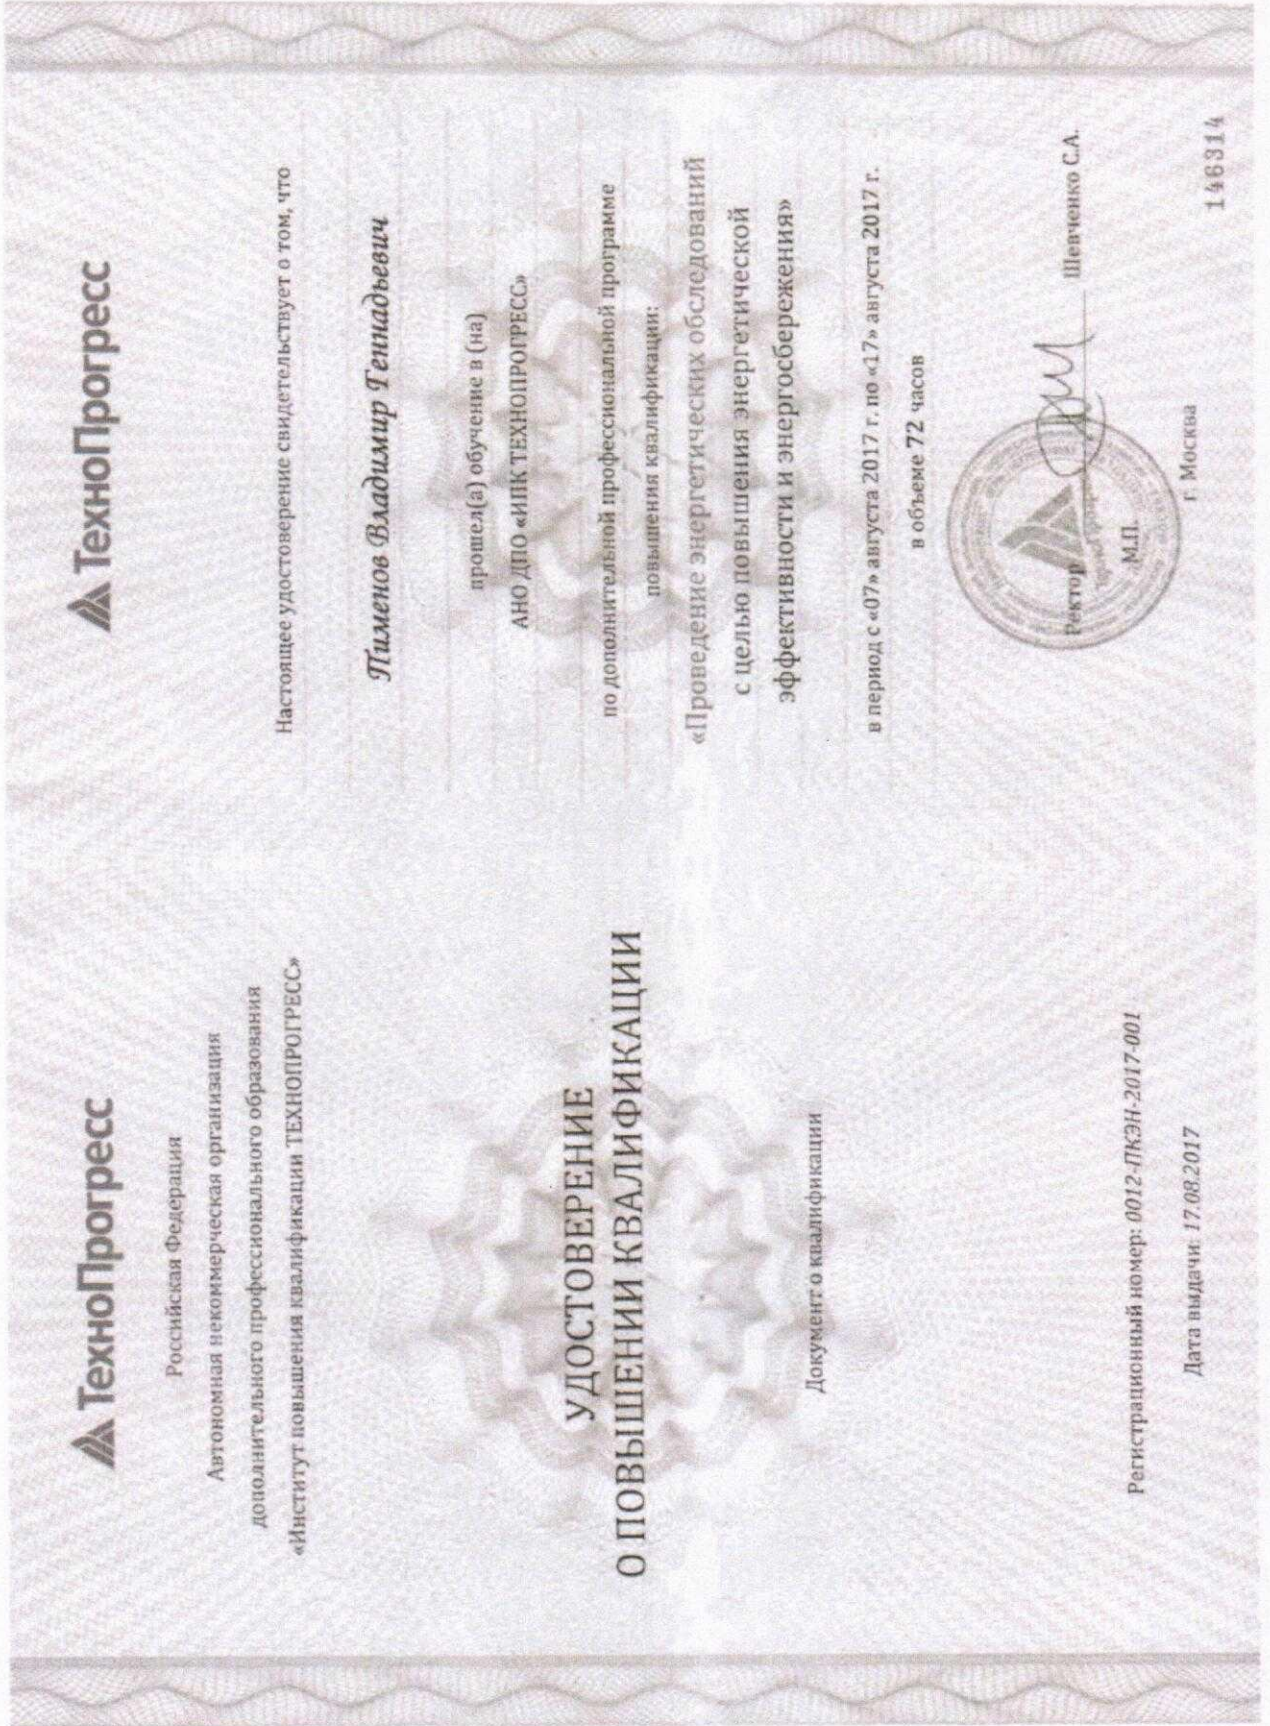 ТехноПрогресс
Российская Федерация
Автономная некоммерческая организация
дополнительного профессионального образования
«Институт повышения квалификации ТЕХНОПРОГРЕСС»
УДОСТОВЕРЕНИЕ
О ПОВЫШЕНИИ КВАЛИФИКАЦИИ
Документ о квалификации
Регистрационный номер: 0012-ПКЭН-2017-001
Дата выдачи: 17.08.2017
ТехноПрогресс
Настоящее удостоверение свидетельствует о том, что
Пименов Владимир Геннадьевич
прошел(а) обучение в (на)
АНО ДПО «ИПК ТЕХНОПРОГРЕСС»
по дополнительной профессиональной программе
повышения квалификации:
«Проведение энергетических обследований
с целью повышения энергетической
эффективности и энергосбережения»
в период с «07» августа 2017 г. по «17» августа 2017 г.
в объеме 72 часов
Ректор Шевченко С.А.
М.П.
г. Москва
146314